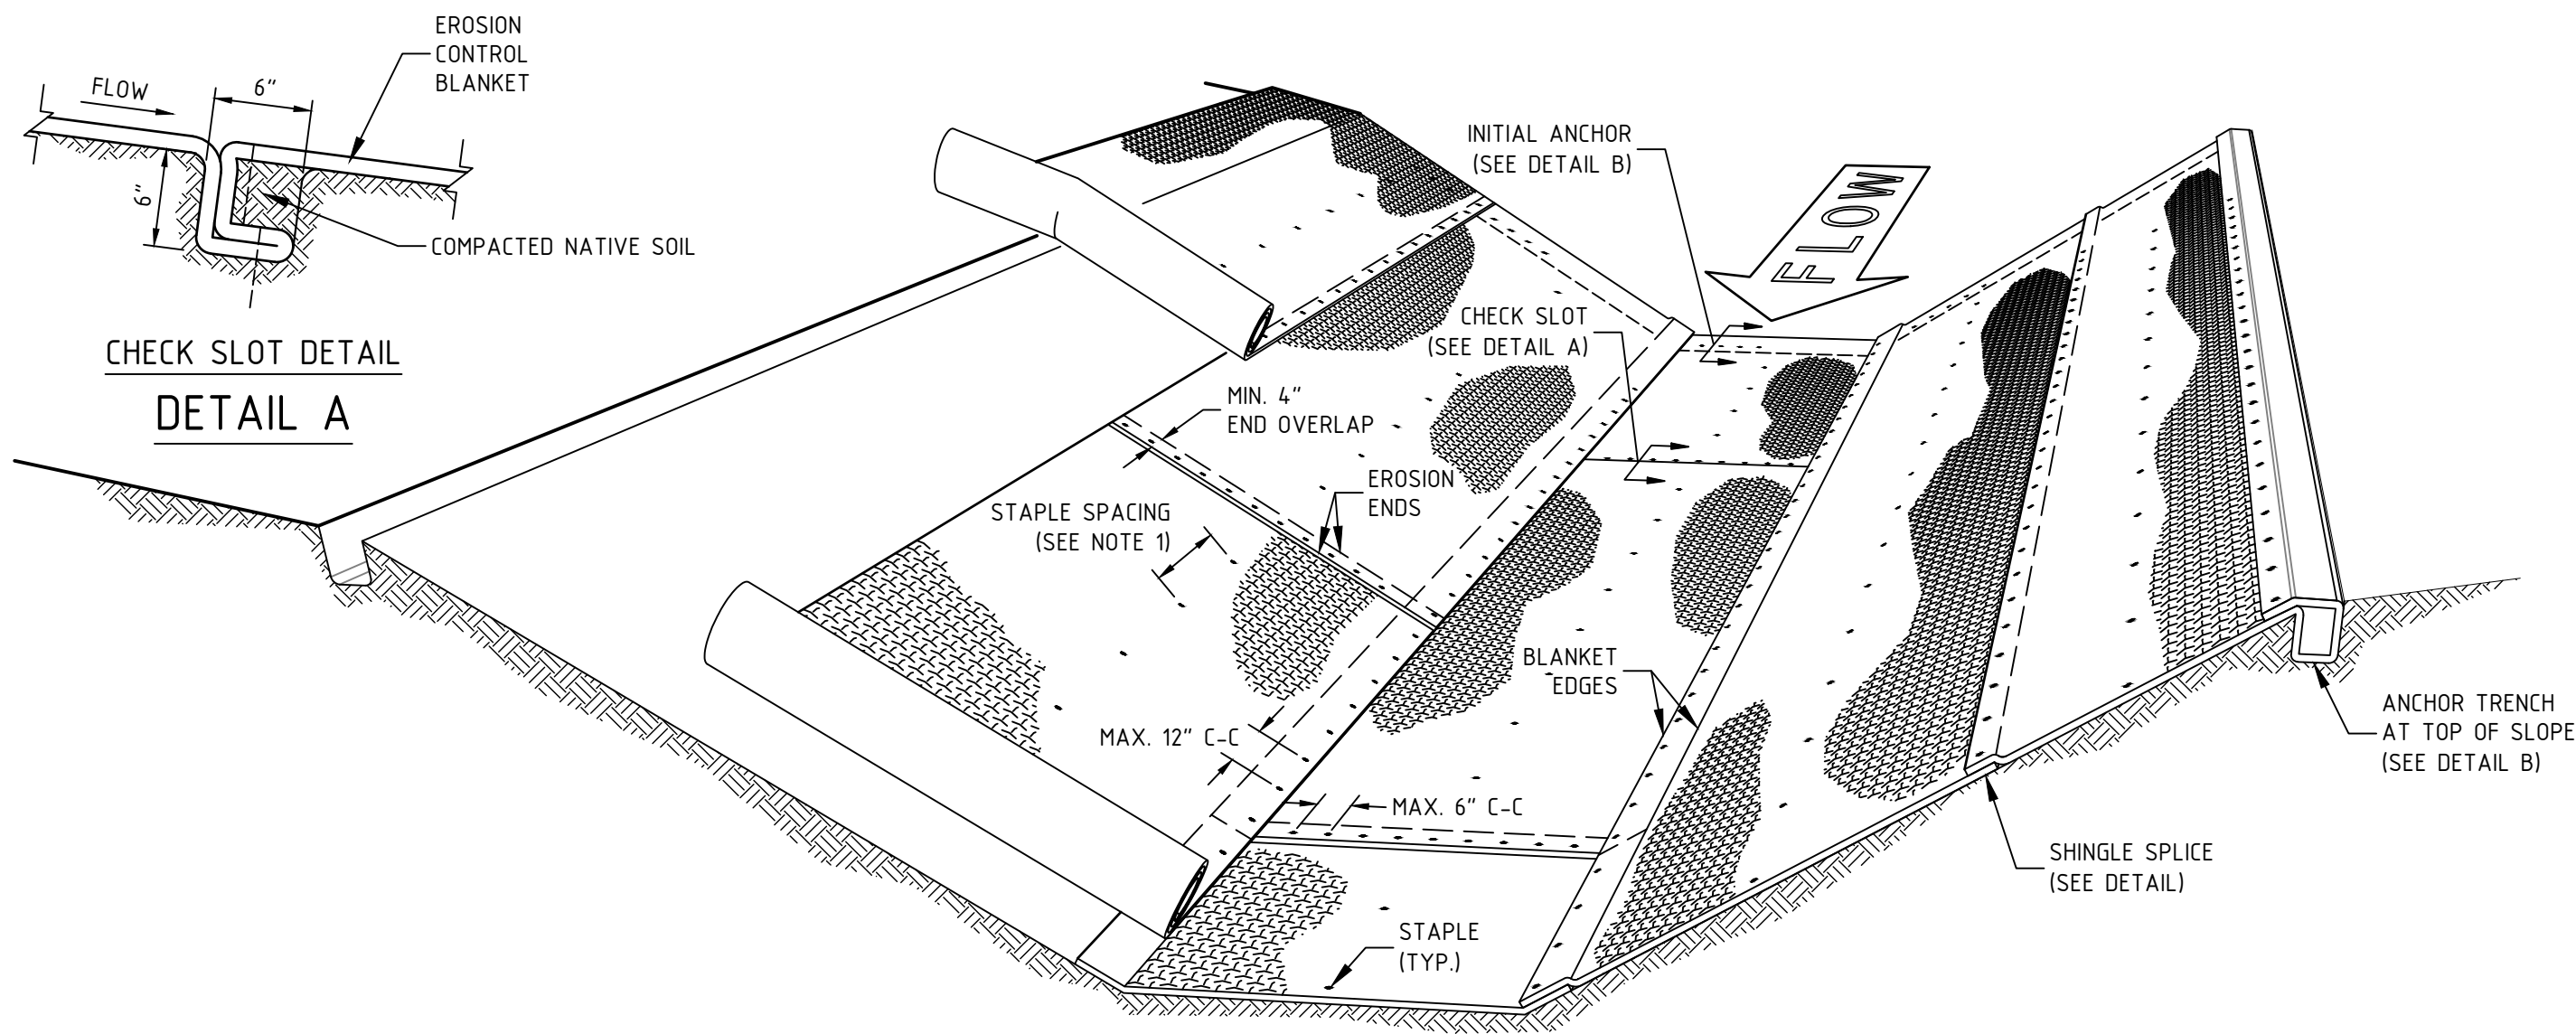 EROSION
CONTROL
BLANKET
FLOW
6"
6"
COMPACTED NATIVE SOIL
CHECK SLOT DETAIL
DETAIL A
INITIAL ANCHOR
(SEE DETAIL B)
FLOW
CHECK SLOT
(SEE DETAIL A)
MIN. 4"
END OVERLAP
EROSION
ENDS
STAPLE SPACING
(SEE NOTE 1)
BLANKET
EDGES
MAX. 12" C-C
MAX. 6" C-C
ANCHOR TRENCH
AT TOP OF SLOPE
(SEE DETAIL B)
SHINGLE SPLICE
(SEE DETAIL)
STAPLE
(TYP.)